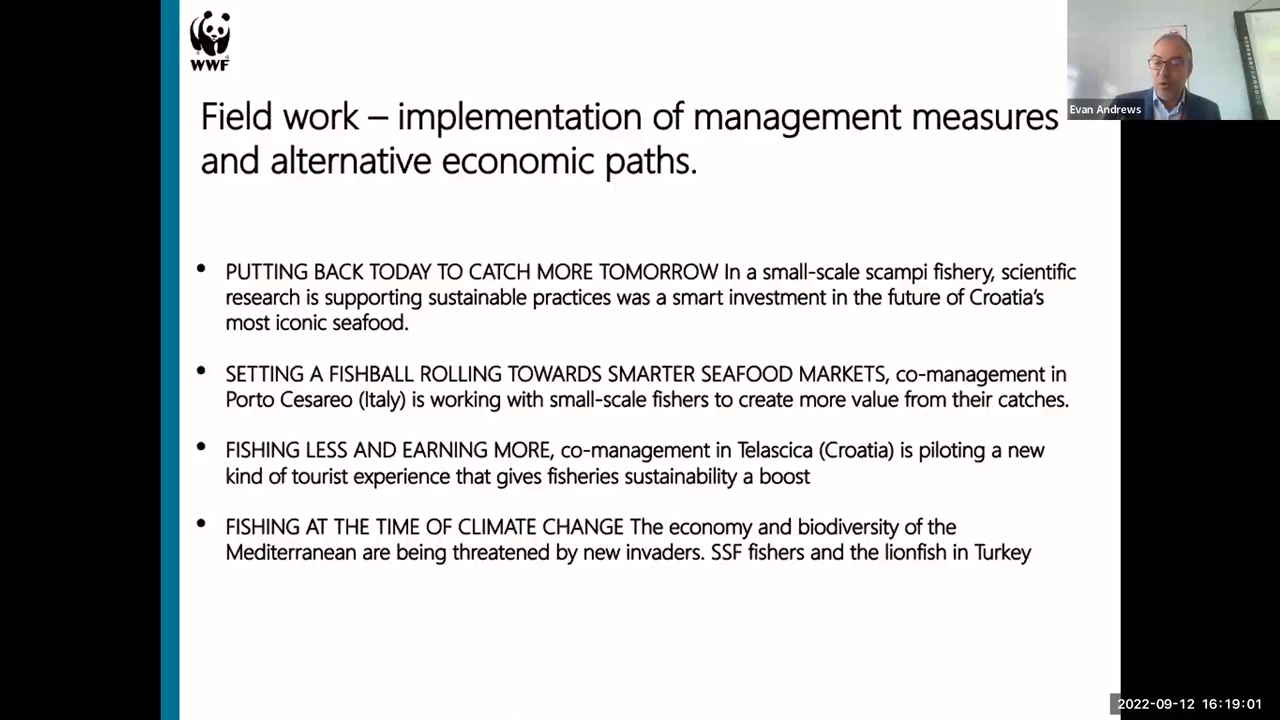 WWF
Evan Andrews
Field work – implementation of management measures
and alternative economic paths.
• PUTTING BACK TODAY TO CATCH MORE TOMORROW In a small-scale scampi fishery, scientific
research is supporting sustainable practices was a smart investment in the future of Croatia's
most iconic seafood.
• SETTING A FISHBALL ROLLING TOWARDS SMARTER SEAFOOD MARKETS, co-management in
Porto Cesareo (Italy) is working with small-scale fishers to create more value from their catches.
• FISHING LESS AND EARNING MORE, co-management in Telascica (Croatia) is piloting a new
kind of tourist experience that gives fisheries sustainability a boost
• FISHING AT THE TIME OF CLIMATE CHANGE The economy and biodiversity of the
Mediterranean are being threatened by new invaders. SSF fishers and the lionfish in Turkey
2022-09-12 16:19:01